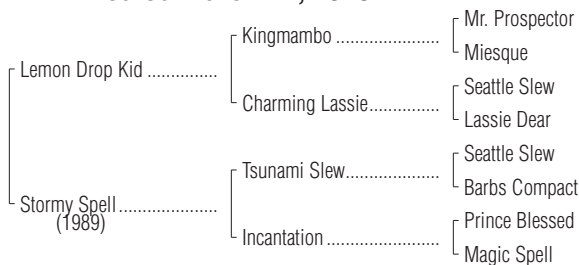 Mr. Prospector
Kingmambo ....................
Miesque
Lemon Drop Kid ..............
Seattle Slew
Charming Lassie..............
Lassie Dear
Seattle Slew
Tsunami Slew...................
Barbs Compact
Stormy Spell....................
(1989)
Prince Blessed
Incantation ......................
Magic Spell